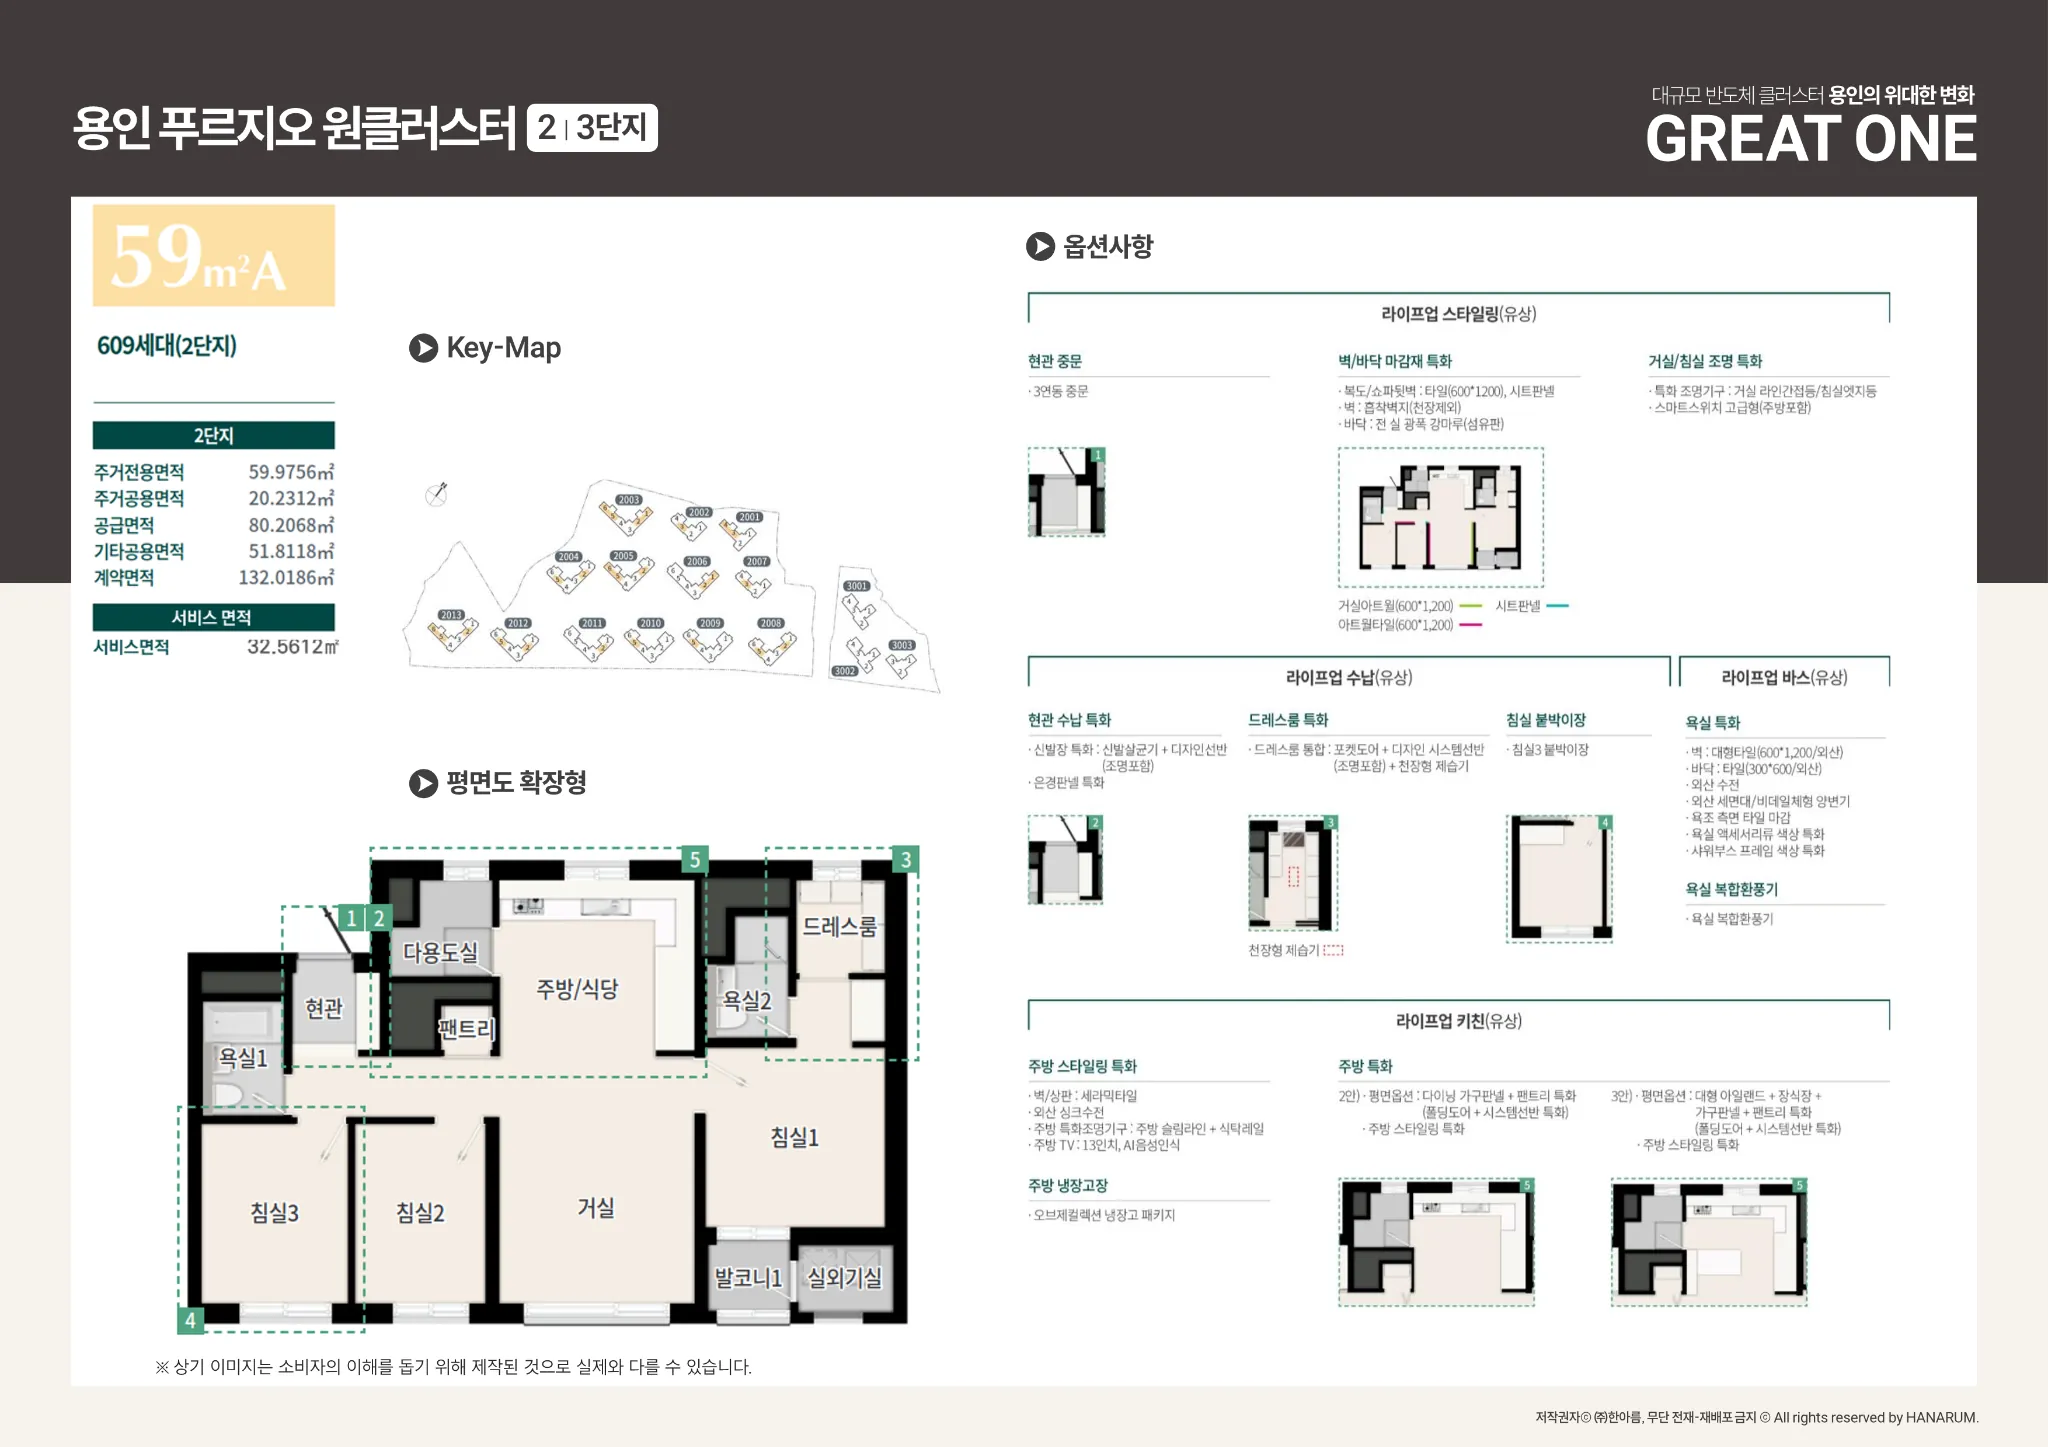 용인 푸르지오 원클러스터 2 | 3단지
대규모 반도체 클러스터 용인의 위대한 변화
GREAT ONE
59m²A
609세대(2단지)
2단지
주거전용면적 59.9756㎡
주거공용면적 20.2312㎡
공급면적 80.2068㎡
기타공용면적 51.8118㎡
계약면적 132.0186㎡
서비스 면적
서비스면적 32.5612㎡
Key-Map
N
2003
2002
2001
2004
2005
2006
2007
2013
2012
2011
2010
2009
2008
3001
3002
3003
평면도 확장형
1 | 2
5
3
4
다용도실
드레스룸
주방/식당
현관
욕실2
팬트리
욕실1
침실1
침실3
침실2
거실
발코니1
실외기실
※ 상기 이미지는 소비자의 이해를 돕기 위해 제작된 것으로 실제와 다를 수 있습니다.
옵션사항
라이프업 스타일링(유상)
현관 중문
· 3연동 중문
1
벽/바닥 마감재 특화
· 복도/쇼파뒷벽 : 타일(600*1200), 시트판넬
· 벽 : 흡착벽지(천장제외)
· 바닥 : 전 실 광폭 강마루(섬유판)
거실아트월(600*1,200) 시트판넬
아트월타일(600*1,200)
거실/침실 조명 특화
· 특화 조명기구 : 거실 라인간접등/침실엣지등
· 스마트스위치 고급형(주방포함)
라이프업 수납(유상)
현관 수납 특화
· 신발장 특화 : 신발살균기 + 디자인선반
(조명포함)
· 은경판넬 특화
2
드레스룸 특화
· 드레스룸 통합 : 포켓도어 + 디자인 시스템선반
(조명포함) + 천장형 제습기
3
천장형 제습기
침실 붙박이장
· 침실3 붙박이장
4
라이프업 바스(유상)
욕실 특화
· 벽 : 대형타일(600*1,200/외산)
· 바닥 : 타일(300*600/외산)
· 외산 수전
· 외산 세면대/비데일체형 양변기
· 욕조 측면 타일 마감
· 욕실 액세서리류 색상 특화
· 샤워부스 프레임 색상 특화
욕실 복합환풍기
· 욕실 복합환풍기
라이프업 키친(유상)
주방 스타일링 특화
· 벽/상판 : 세라믹타일
· 외산 싱크수전
· 주방 특화조명기구 : 주방 슬림라인 + 식탁레일
· 주방 TV : 13인치, AI음성인식
주방 냉장고장
· 오브제컬렉션 냉장고 패키지
주방 특화
2안) · 평면옵션 : 다이닝 가구판넬 + 팬트리 특화
(폴딩도어 + 시스템선반 특화)
· 주방 스타일링 특화
5
3안) · 평면옵션 : 대형 아일랜드 + 장식장 +
가구판넬 + 팬트리 특화
(폴딩도어 + 시스템선반 특화)
· 주방 스타일링 특화
5
저작권자ⓒ ㈜한아름, 무단 전재-재배포 금지 ⓒ All rights reserved by HANARUM.